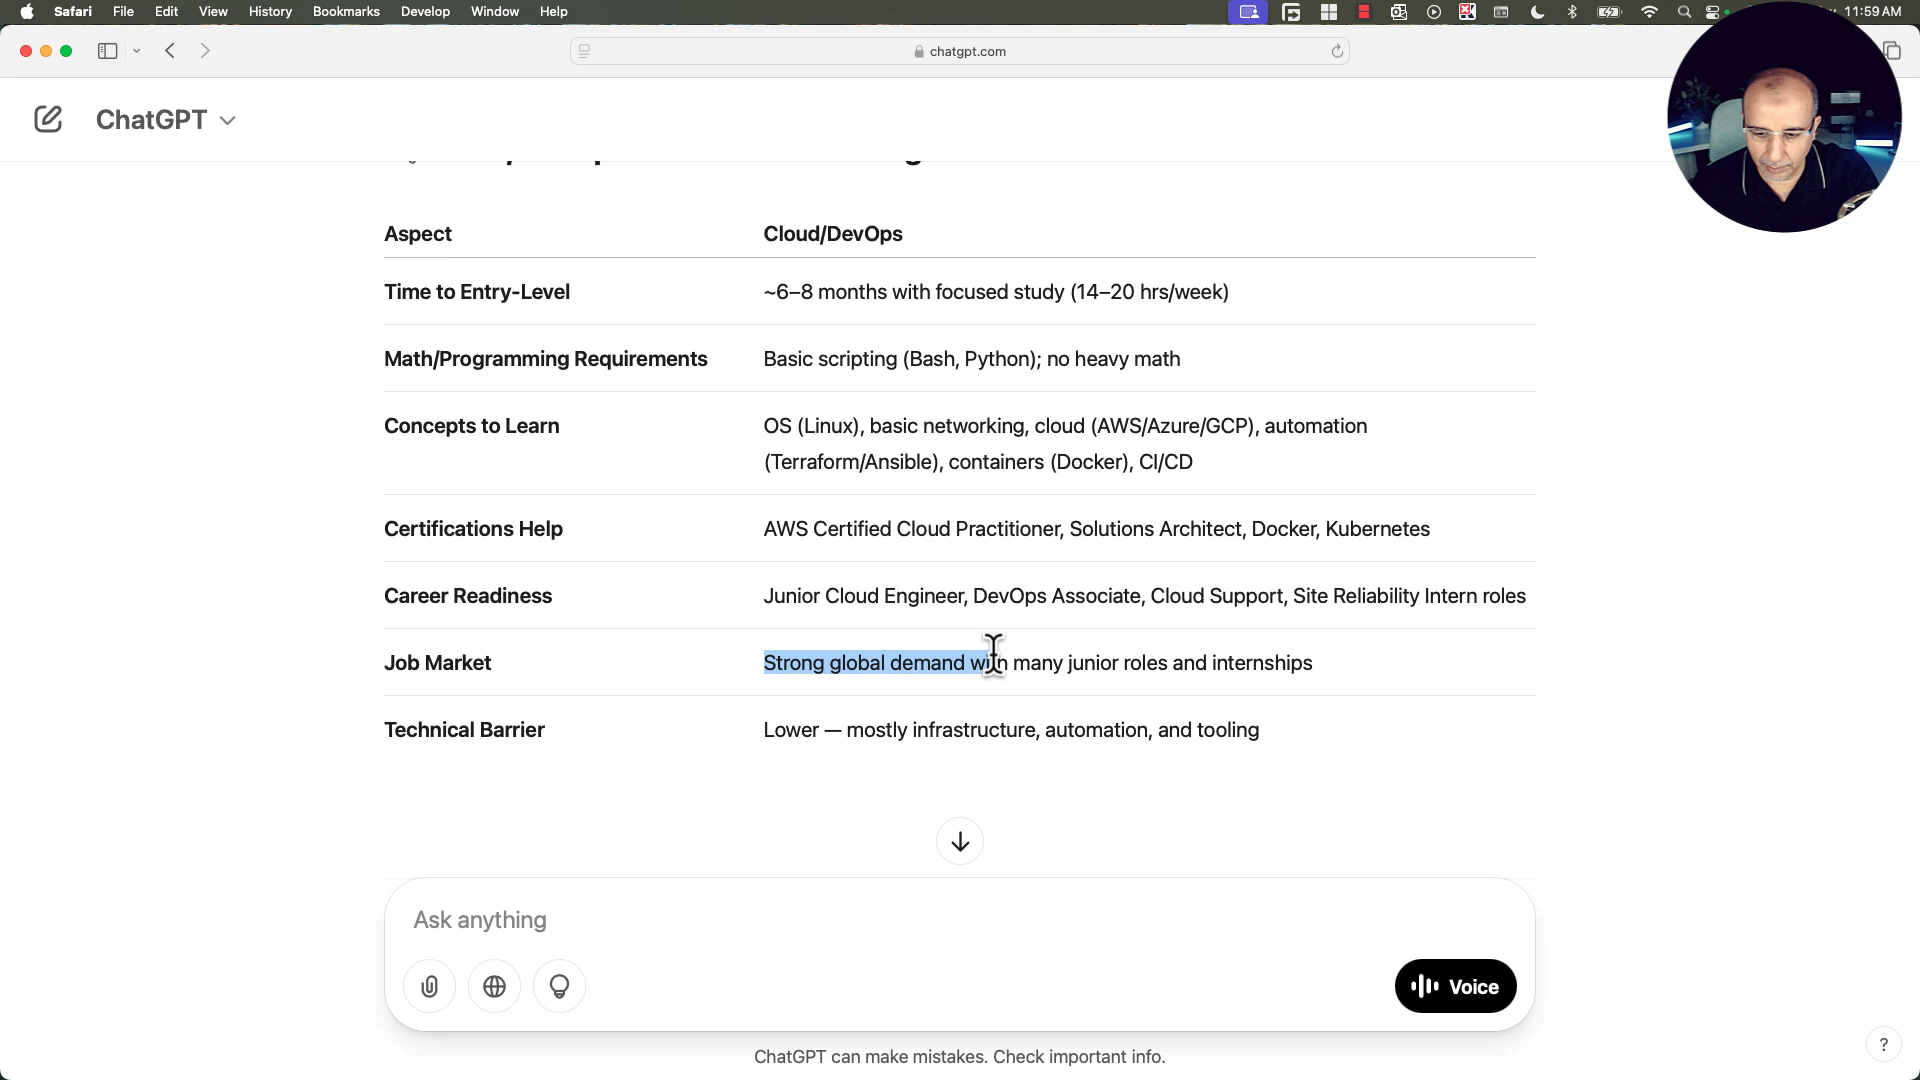 Safari File Edit View History Bookmarks Develop Window Help 11:59 AM
chatgpt.com
ChatGPT
Aspect Cloud/DevOps
Time to Entry-Level ~6–8 months with focused study (14–20 hrs/week)
Math/Programming Requirements Basic scripting (Bash, Python); no heavy math
Concepts to Learn OS (Linux), basic networking, cloud (AWS/Azure/GCP), automation
(Terraform/Ansible), containers (Docker), CI/CD
Certifications Help AWS Certified Cloud Practitioner, Solutions Architect, Docker, Kubernetes
Career Readiness Junior Cloud Engineer, DevOps Associate, Cloud Support, Site Reliability Intern roles
Job Market Strong global demand with many junior roles and internships
Technical Barrier Lower — mostly infrastructure, automation, and tooling
Ask anything
Voice
ChatGPT can make mistakes. Check important info.
?